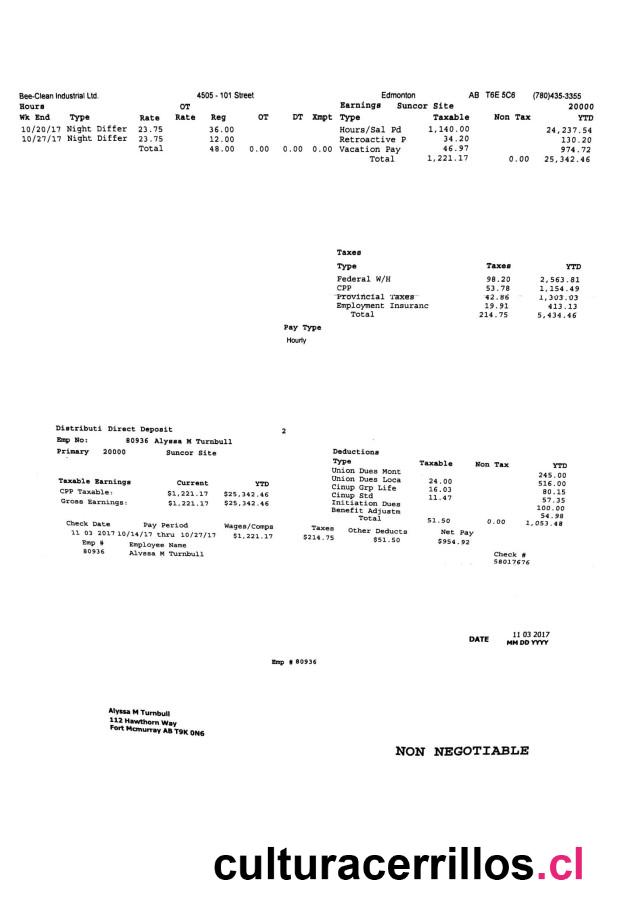 Bee-Clean Industrial Ltd. 4505 - 101 Street Edmonton AB T6E 5C6 (780)435-3355
Hours OT Earnings Suncor Site 20000
Wk End Type Rate Rate Reg OT DT Xmpt Type Taxable Non Tax YTD
10/20/17 Night Differ 23.75 36.00 Hours/Sal Pd 1,140.00 24,237.54
10/27/17 Night Differ 23.75 12.00 Retroactive P 34.20 130.20
Total 48.00 0.00 0.00 0.00 Vacation Pay 46.97 974.72
Total 1,221.17 0.00 25,342.46
Taxes
Type Taxes YTD
Federal W/H 98.20 2,563.81
CPP 53.78 1,154.49
Provincial Taxes 42.86 1,303.03
Employment Insuranc 19.91 413.13
Total 214.75 5,434.46
Pay Type
Hourly
Distributi Direct Deposit 2
Emp No: 80936 Alyssa M Turnbull
Primary 20000 Suncor Site
Taxable Earnings Current YTD
CPP Taxable: $1,221.17 $25,342.46
Gross Earnings: $1,221.17 $25,342.46
Deductions
Type Taxable Non Tax YTD
Union Dues Mont 245.00
Union Dues Loca 24.00 516.00
Cinup Grp Life 16.03 80.15
Cinup Std 11.47 57.35
Initiation Dues 100.00
Benefit Adjustm 54.98
Total 51.50 0.00 1,053.48
Check Date Pay Period Wages/Comps Taxes Other Deducts Net Pay
11 03 2017 10/14/17 thru 10/27/17 $1,221.17 $214.75 $51.50 $954.92
Emp # Employee Name Check #
80936 Alyssa M Turnbull 58017676
DATE 11 03 2017
MM DD YYYY
Emp # 80936
Alyssa M Turnbull
112 Hawthorn Way
Fort Mcmurray AB T9K 0N6
NON NEGOTIABLE
culturacerrillos.cl